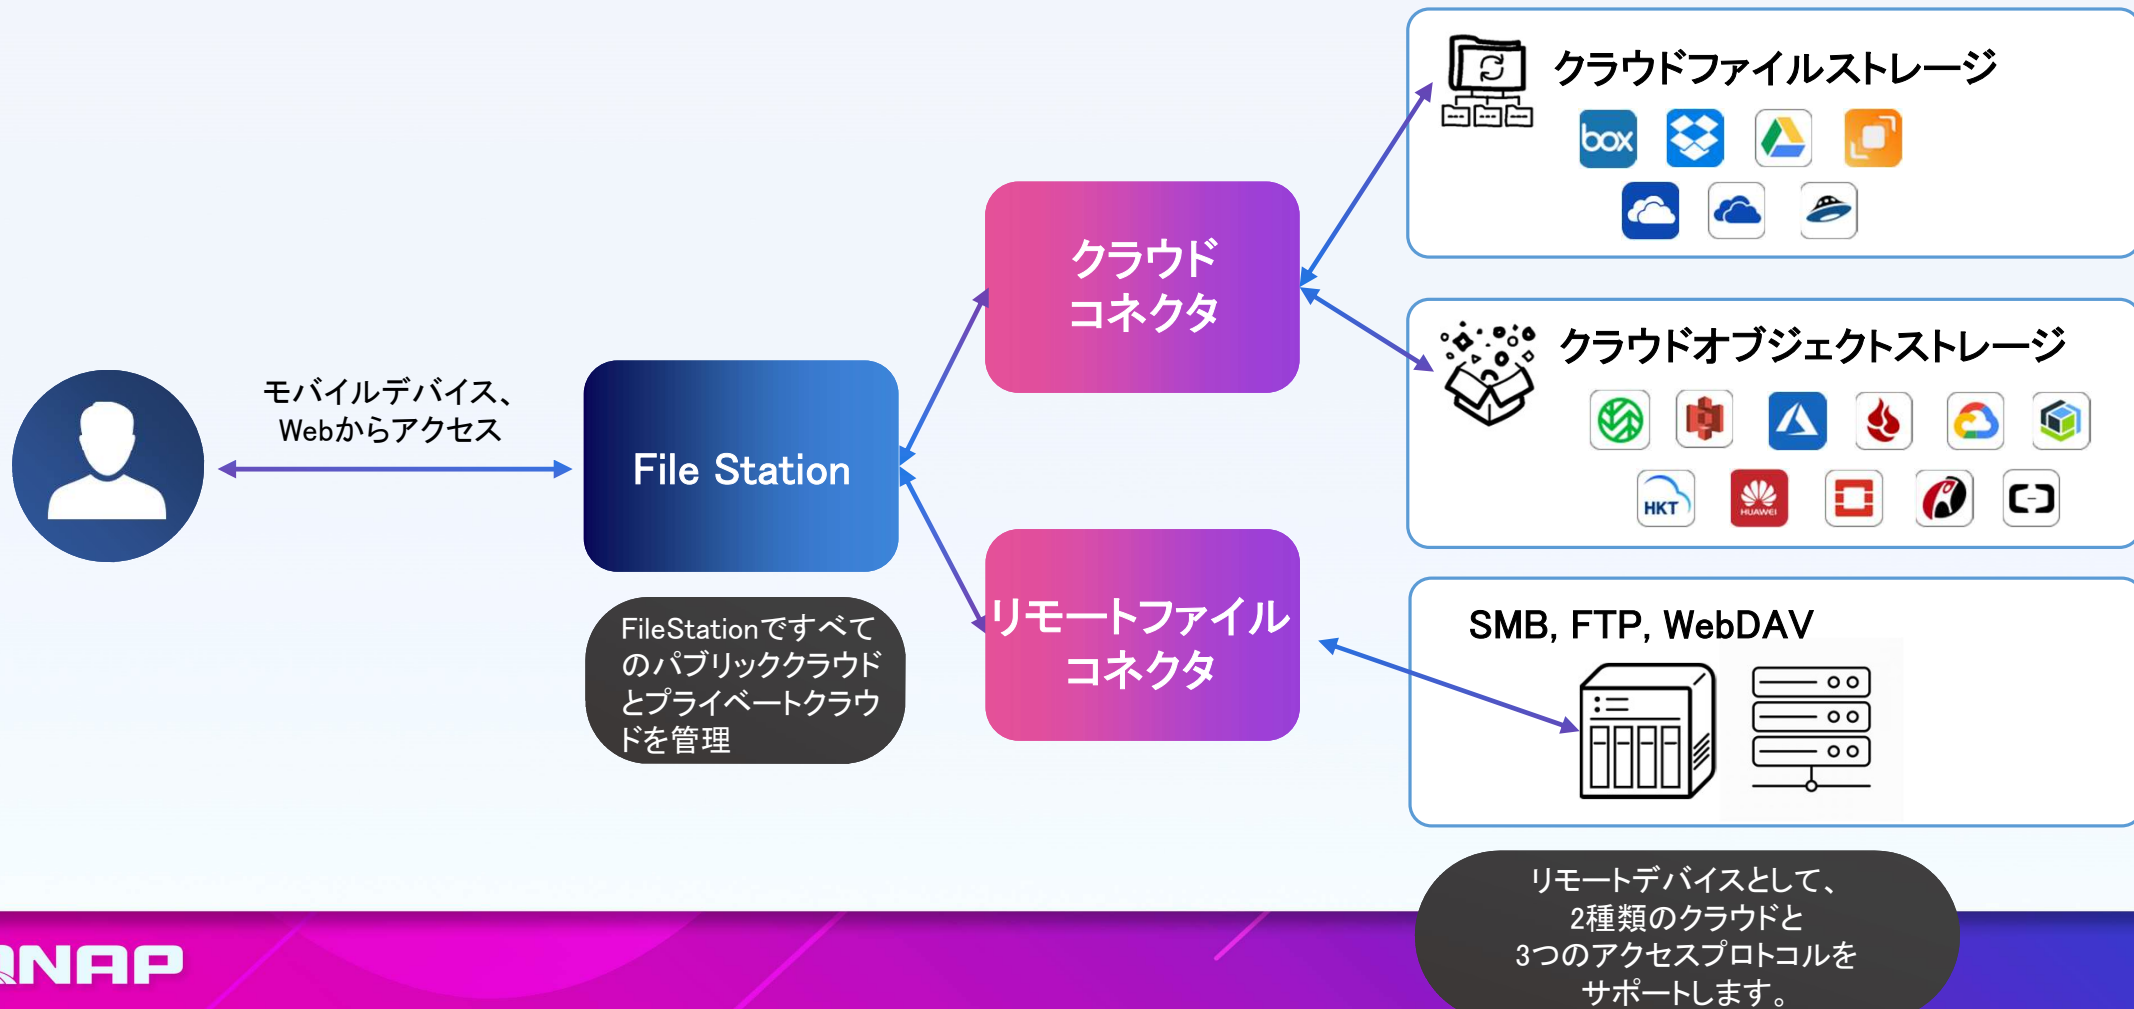 クラウドファイルストレージ
box
クラウド
コネクタ
クラウドオブジェクトストレージ
HKT
HUAWEI
モバイルデバイス、
Webからアクセス
File Station
FileStationですべて
のパブリッククラウド
とプライベートクラウ
ドを管理
リモートファイル
コネクタ
SMB, FTP, WebDAV
リモートデバイスとして、
2種類のクラウドと
3つのアクセスプロトコルを
サポートします。
QNAP